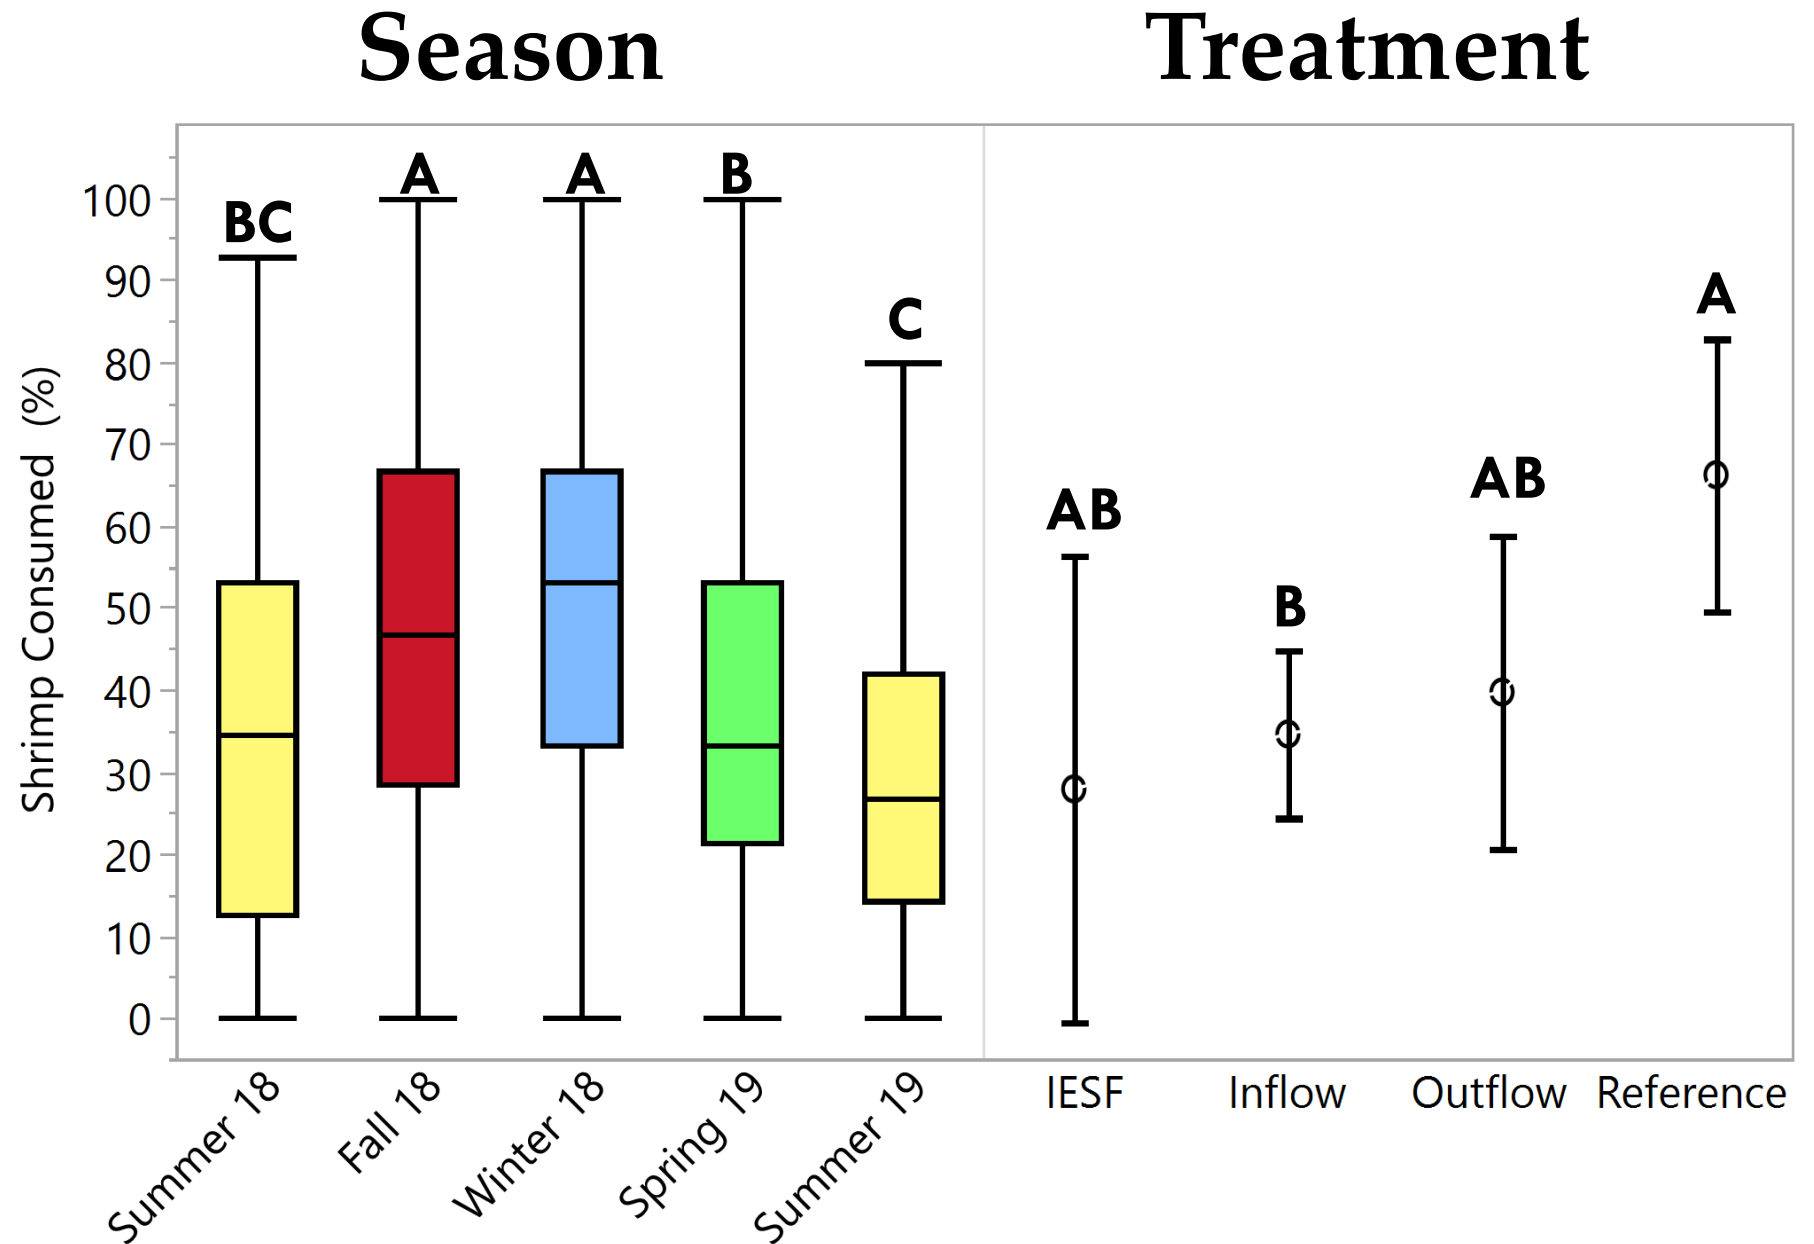 Season Treatment
Shrimp Consumed (%)
100
90
80
70
60
50
40
30
20
10
0
BC A A B C
AB B AB A
Summer 18
Fall 18
Winter 18
Spring 19
Summer 19
IESF Inflow Outflow Reference